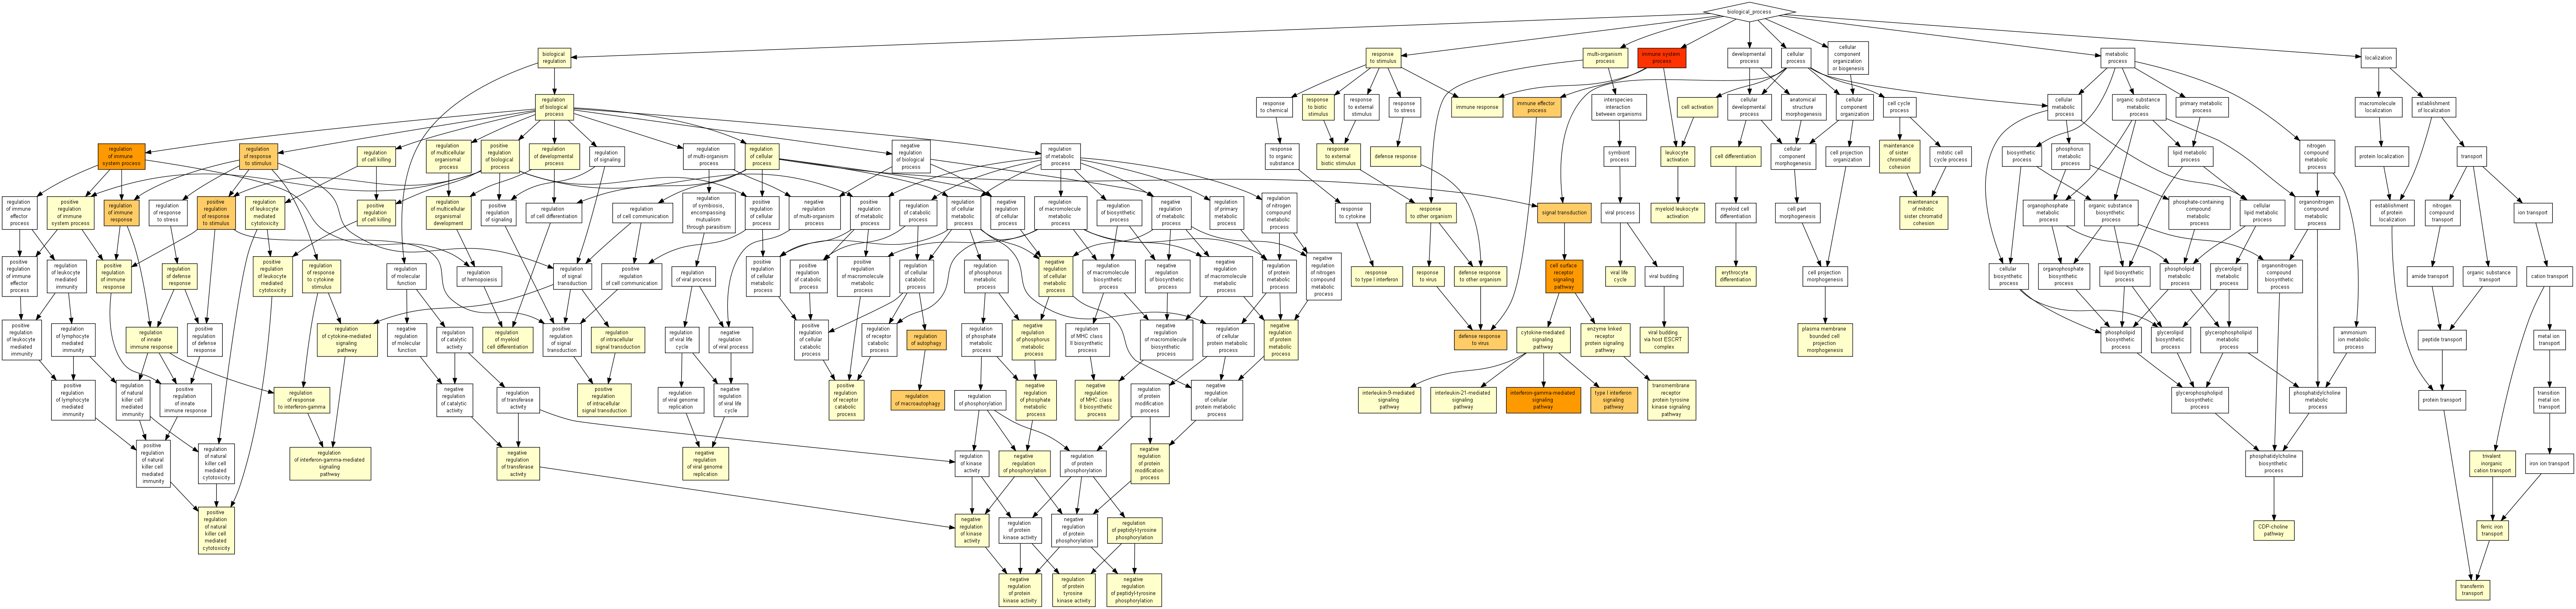 biological_process
biological
regulation
response
to stimulus
multi-organism
process
immune system
process
developmental
process
cellular
process
cellular
component
organization
or biogenesis
metabolic
process
localization
regulation
of biological
process
response
to chemical
response
to biotic
stimulus
response
to external
stimulus
response
to stress
immune response
immune effector
process
interspecies
interaction
between organisms
cell activation
cellular
developmental
process
anatomical
structure
morphogenesis
cellular
component
organization
cell cycle
process
cellular
metabolic
process
organic substance
metabolic
process
primary metabolic
process
macromolecule
localization
establishment
of localization
regulation
of immune
system process
regulation
of response
to stimulus
regulation
of cell killing
regulation
of multicellular
organismal
process
positive
regulation
of biological
process
regulation
of developmental
process
regulation
of signaling
regulation
of multi-organism
process
regulation
of cellular
process
negative
regulation
of biological
process
regulation
of metabolic
process
response
to organic
substance
response
to external
biotic stimulus
defense response
symbiont
process
leukocyte
activation
cell differentiation
cellular
component
morphogenesis
cell projection
organization
maintenance
of sister
chromatid
cohesion
mitotic cell
cycle process
biosynthetic
process
phosphorus
metabolic
process
lipid metabolic
process
nitrogen
compound
metabolic
process
protein localization
transport
regulation
of immune
effector
process
positive
regulation
of immune
system process
regulation
of immune
response
regulation
of response
to stress
positive
regulation
of response
to stimulus
regulation
of leukocyte
mediated
cytotoxicity
positive
regulation
of cell killing
regulation
of multicellular
organismal
development
positive
regulation
of signaling
regulation
of cell differentiation
regulation
of cell communication
regulation
of symbiosis,
encompassing
mutualism
through parasitism
positive
regulation
of cellular
process
negative
regulation
of multi-organism
process
positive
regulation
of metabolic
process
regulation
of catabolic
process
regulation
of cellular
metabolic
process
negative
regulation
of cellular
process
regulation
of macromolecule
metabolic
process
regulation
of biosynthetic
process
negative
regulation
of metabolic
process
regulation
of primary
metabolic
process
regulation
of nitrogen
compound
metabolic
process
response
to cytokine
response
to other organism
signal transduction
viral process
myeloid leukocyte
activation
myeloid cell
differentiation
cell part
morphogenesis
maintenance
of mitotic
sister chromatid
cohesion
organophosphate
metabolic
process
organic substance
biosynthetic
process
phosphate-containing
compound
metabolic
process
cellular
lipid metabolic
process
organonitrogen
compound
metabolic
process
establishment
of protein
localization
nitrogen
compound
transport
ion transport
positive
regulation
of immune
effector
process
regulation
of leukocyte
mediated
immunity
positive
regulation
of immune
response
regulation
of defense
response
positive
regulation
of leukocyte
mediated
cytotoxicity
regulation
of response
to cytokine
stimulus
regulation
of molecular
function
regulation
of hemopoiesis
regulation
of signal
transduction
positive
regulation
of cell communication
regulation
of viral process
positive
regulation
of cellular
metabolic
process
positive
regulation
of catabolic
process
positive
regulation
of macromolecule
metabolic
process
regulation
of cellular
catabolic
process
regulation
of phosphorus
metabolic
process
negative
regulation
of cellular
metabolic
process
regulation
of macromolecule
biosynthetic
process
negative
regulation
of biosynthetic
process
negative
regulation
of macromolecule
metabolic
process
regulation
of protein
metabolic
process
negative
regulation
of nitrogen
compound
metabolic
process
response
to type I interferon
response
to virus
defense response
to other organism
cell surface
receptor
signaling
pathway
viral life
cycle
viral budding
erythrocyte
differentiation
cell projection
morphogenesis
cellular
biosynthetic
process
organophosphate
biosynthetic
process
lipid biosynthetic
process
phospholipid
metabolic
process
glycerolipid
metabolic
process
organonitrogen
compound
biosynthetic
process
amide transport
organic substance
transport
cation transport
positive
regulation
of leukocyte
mediated
immunity
regulation
of lymphocyte
mediated
immunity
regulation
of innate
immune response
positive
regulation
of defense
response
regulation
of cytokine-mediated
signaling
pathway
negative
regulation
of molecular
function
regulation
of catalytic
activity
regulation
of myeloid
cell differentiation
positive
regulation
of signal
transduction
regulation
of intracellular
signal transduction
regulation
of viral life
cycle
negative
regulation
of viral process
positive
regulation
of cellular
catabolic
process
regulation
of receptor
catabolic
process
regulation
of autophagy
regulation
of phosphate
metabolic
process
negative
regulation
of phosphorus
metabolic
process
regulation
of MHC class
II biosynthetic
process
negative
regulation
of macromolecule
biosynthetic
process
regulation
of cellular
protein metabolic
process
negative
regulation
of protein
metabolic
process
defense response
to virus
cytokine-mediated
signaling
pathway
enzyme linked
receptor
protein signaling
pathway
viral budding
via host ESCRT
complex
plasma membrane
bounded cell
projection
morphogenesis
phospholipid
biosynthetic
process
glycerolipid
biosynthetic
process
glycerophospholipid
metabolic
process
ammonium
ion metabolic
process
peptide transport
metal ion
transport
positive
regulation
of lymphocyte
mediated
immunity
regulation
of natural
killer cell
mediated
immunity
positive
regulation
of innate
immune response
regulation
of response
to interferon-gamma
negative
regulation
of catalytic
activity
regulation
of transferase
activity
positive
regulation
of intracellular
signal transduction
regulation
of viral genome
replication
negative
regulation
of viral life
cycle
positive
regulation
of receptor
catabolic
process
regulation
of macroautophagy
regulation
of phosphorylation
negative
regulation
of phosphate
metabolic
process
negative
regulation
of MHC class
II biosynthetic
process
regulation
of protein
modification
process
negative
regulation
of cellular
protein metabolic
process
interleukin-9-mediated
signaling
pathway
interleukin-21-mediated
signaling
pathway
interferon-gamma-mediated
signaling
pathway
type I interferon
signaling
pathway
transmembrane
receptor
protein tyrosine
kinase signaling
pathway
glycerophospholipid
biosynthetic
process
phosphatidylcholine
metabolic
process
protein transport
transition
metal ion
transport
positive
regulation
of natural
killer cell
mediated
immunity
regulation
of natural
killer cell
mediated
cytotoxicity
regulation
of interferon-gamma-mediated
signaling
pathway
negative
regulation
of transferase
activity
negative
regulation
of viral genome
replication
regulation
of kinase
activity
negative
regulation
of phosphorylation
regulation
of protein
phosphorylation
negative
regulation
of protein
modification
process
phosphatidylcholine
biosynthetic
process
trivalent
inorganic
cation transport
iron ion transport
positive
regulation
of natural
killer cell
mediated
cytotoxicity
negative
regulation
of kinase
activity
regulation
of protein
kinase activity
negative
regulation
of protein
phosphorylation
regulation
of peptidyl-tyrosine
phosphorylation
CDP-choline
pathway
ferric iron
transport
negative
regulation
of protein
kinase activity
regulation
of protein
tyrosine
kinase activity
negative
regulation
of peptidyl-tyrosine
phosphorylation
transferrin
transport